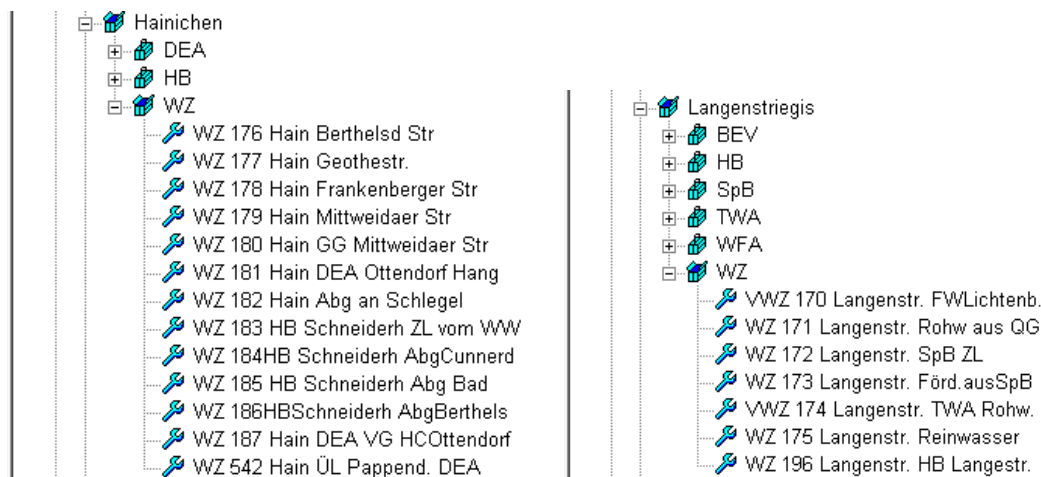 Hainichen
DEA
HB
WZ
WZ 176 Hain Berthelsd Str
WZ 177 Hain Geothestr.
WZ 178 Hain Frankenberger Str
WZ 179 Hain Mittweidaer Str
WZ 180 Hain GG Mittweidaer Str
WZ 181 Hain DEA Ottendorf Hang
WZ 182 Hain Abg an Schlegel
WZ 183 HB Schneiderh ZL vom WW
WZ 184HB Schneiderh AbgCunnerd
WZ 185 HB Schneiderh Abg Bad
WZ 186HBSchneiderh AbgBerthels
WZ 187 Hain DEA VG HCOttendorf
WZ 542 Hain ÜL Pappend. DEA
Langenstriegis
BEV
HB
SpB
TWA
WFA
WZ
VWZ 170 Langenstr. FWLichtenb.
WZ 171 Langenstr. Rohw aus QG
WZ 172 Langenstr. SpB ZL
WZ 173 Langenstr. Förd.ausSpB
VWZ 174 Langenstr. TWA Rohw.
WZ 175 Langenstr. Reinwasser
WZ 196 Langenstr. HB Langestr.